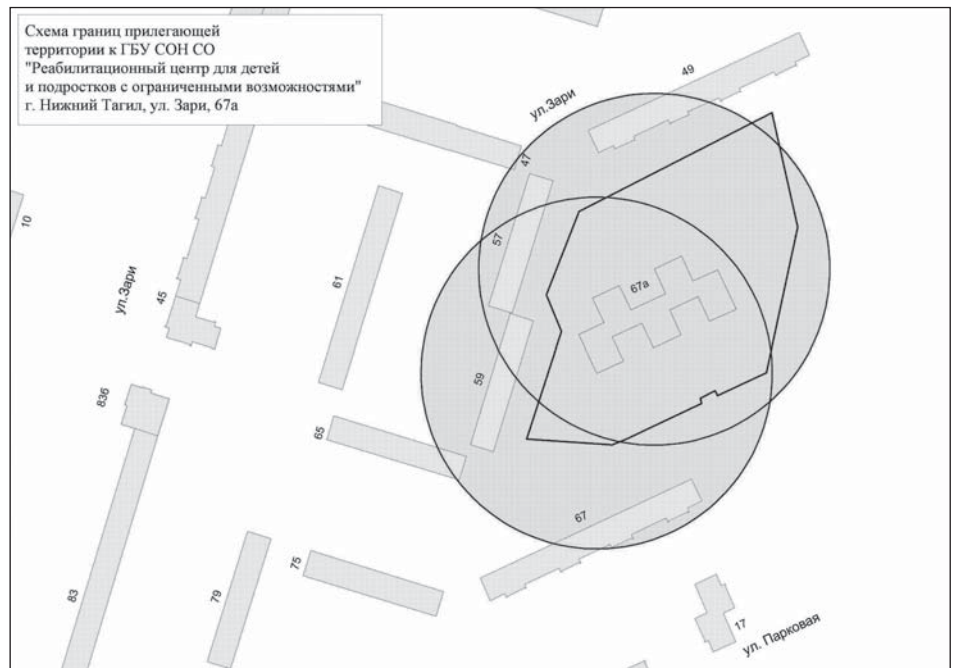 Схема границ прилегающей
территории к ГБУ СОН СО
"Реабилитационный центр для детей
и подростков с ограниченными возможностями"
г. Нижний Тагил, ул. Зари, 67а
49
ул.Зари
47
10
57
61
67а
ул.Зари
45
59
83б
65
67
75
83
79
17
ул. Парковая